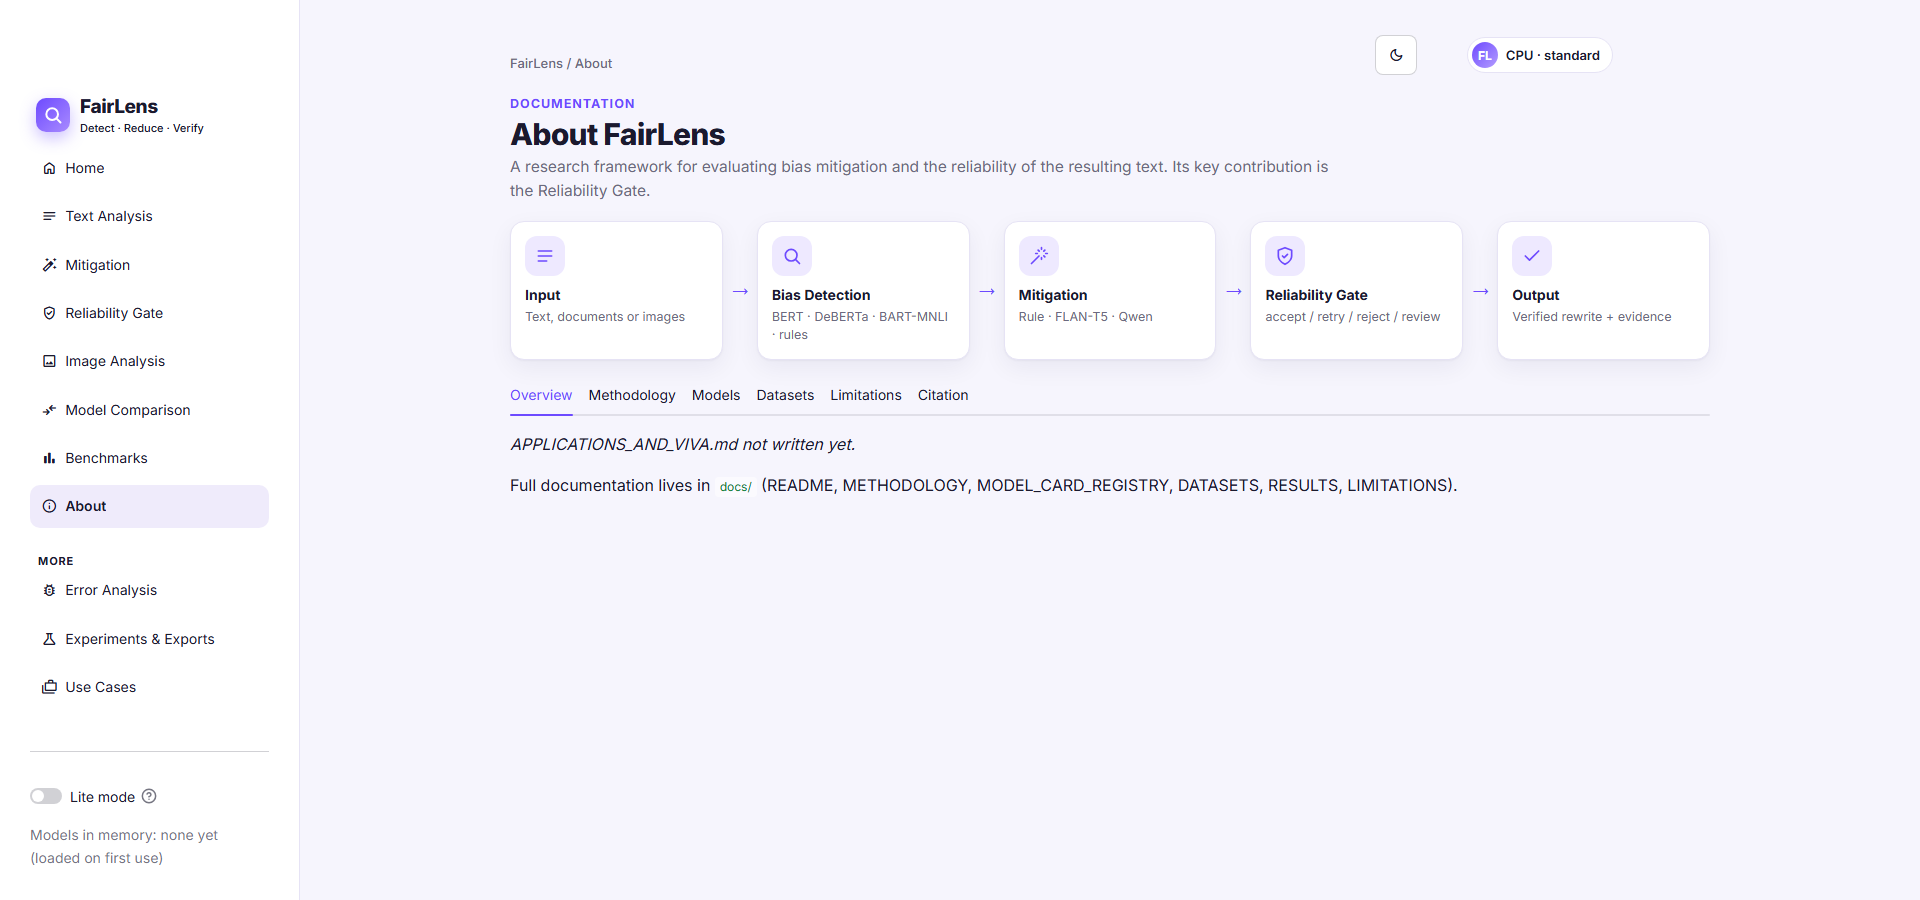 FairLens
Detect · Reduce · Verify
Home
Text Analysis
Mitigation
Reliability Gate
Image Analysis
Model Comparison
Benchmarks
About
MORE
Error Analysis
Experiments & Exports
Use Cases
Lite mode
Models in memory: none yet
(loaded on first use)
FairLens / About
FL CPU · standard
DOCUMENTATION
About FairLens
A research framework for evaluating bias mitigation and the reliability of the resulting text. Its key contribution is
the Reliability Gate.
Input
Text, documents or images
→
Bias Detection
BERT · DeBERTa · BART-MNLI
· rules
→
Mitigation
Rule · FLAN-T5 · Qwen
→
Reliability Gate
accept / retry / reject / review
→
Output
Verified rewrite + evidence
Overview Methodology Models Datasets Limitations Citation
APPLICATIONS_AND_VIVA.md not written yet.
Full documentation lives in docs/ (README, METHODOLOGY, MODEL_CARD_REGISTRY, DATASETS, RESULTS, LIMITATIONS).